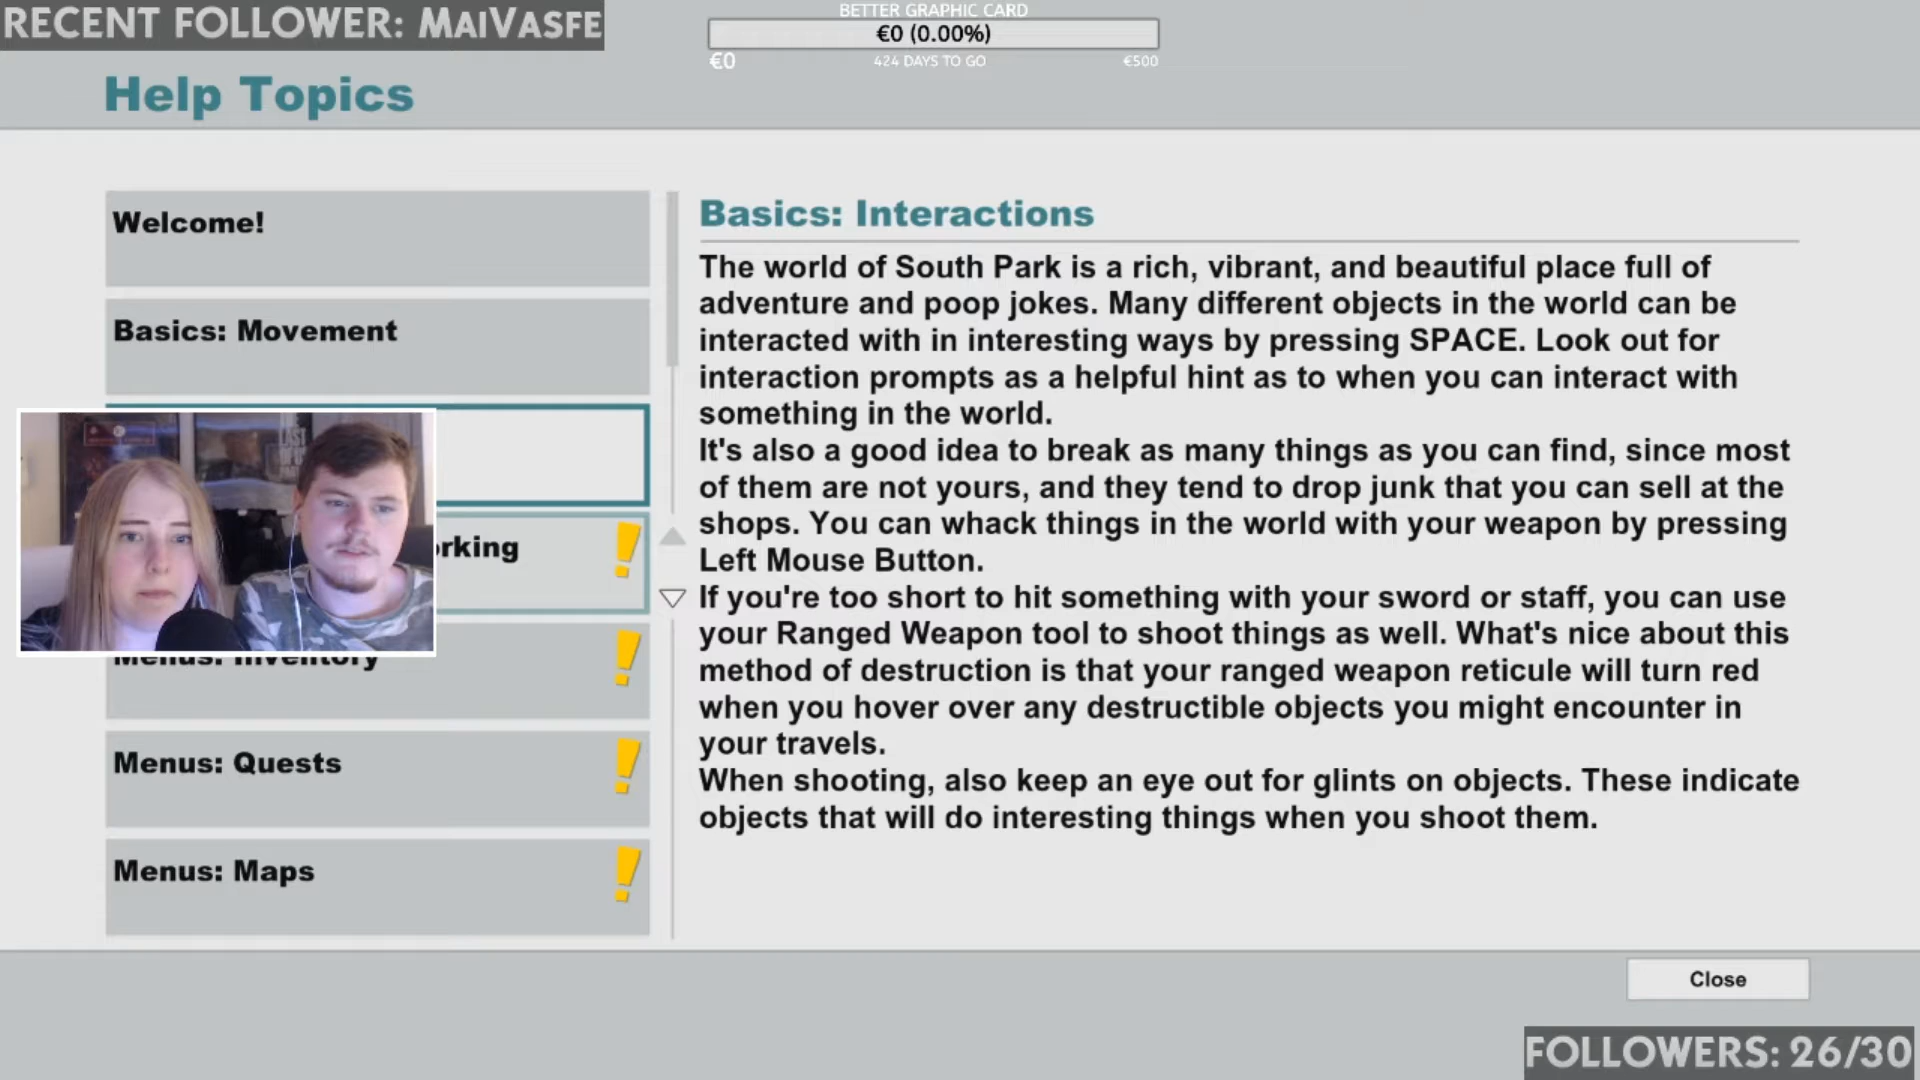 RECENT FOLLOWER: MAIVASFE
BETTER GRAPHIC CARD
€0 (0.00%)
€0
424 DAYS TO GO
€500
Help Topics
Welcome!
Basics: Movement
rking
Menus: Inventory
Menus: Quests
Menus: Maps
Basics: Interactions
The world of South Park is a rich, vibrant, and beautiful place full of
adventure and poop jokes. Many different objects in the world can be
interacted with in interesting ways by pressing SPACE. Look out for
interaction prompts as a helpful hint as to when you can interact with
something in the world.
It's also a good idea to break as many things as you can find, since most
of them are not yours, and they tend to drop junk that you can sell at the
shops. You can whack things in the world with your weapon by pressing
Left Mouse Button.
If you're too short to hit something with your sword or staff, you can use
your Ranged Weapon tool to shoot things as well. What's nice about this
method of destruction is that your ranged weapon reticule will turn red
when you hover over any destructible objects you might encounter in
your travels.
When shooting, also keep an eye out for glints on objects. These indicate
objects that will do interesting things when you shoot them.
Close
FOLLOWERS: 26/30